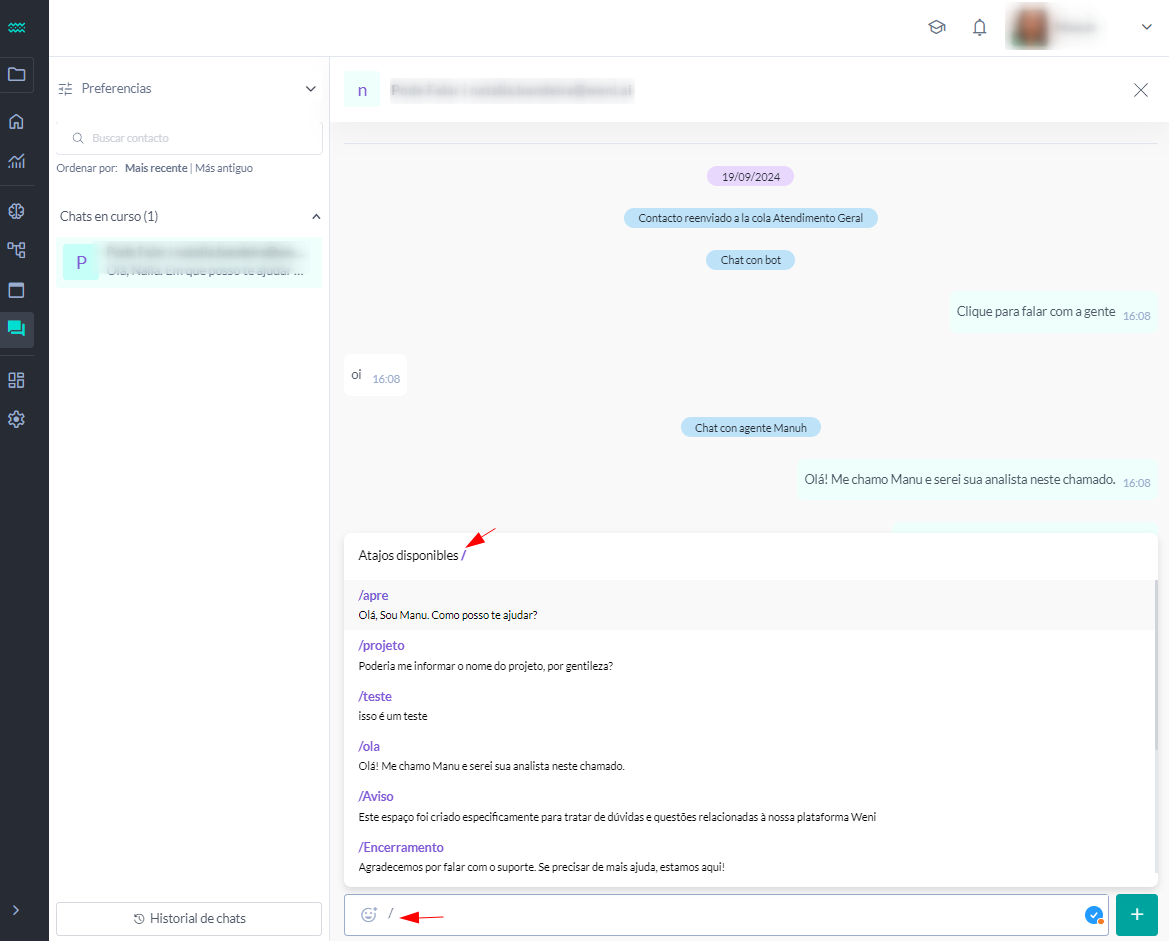 Preferencias
n
Buscar contacto
Ordenar por: Mais recente | Más antiguo
19/09/2024
Chats en curso (1)
Contacto reenviado a la cola Atendimento Geral
P
Chat con bot
Clique para falar com a gente 16:08
oi 16:08
Chat con agente Manuh
Olá! Me chamo Manu e serei sua analista neste chamado. 16:08
Atajos disponibles /
/apre
Olá, Sou Manu. Como posso te ajudar?
/projeto
Poderia me informar o nome do projeto, por gentileza?
/teste
isso é um teste
/ola
Olá! Me chamo Manu e serei sua analista neste chamado.
/Aviso
Este espaço foi criado especificamente para tratar de dúvidas e questões relacionadas à nossa plataforma Weni
/Encerramento
Agradecemos por falar com o suporte. Se precisar de mais ajuda, estamos aqui!
/
Historial de chats